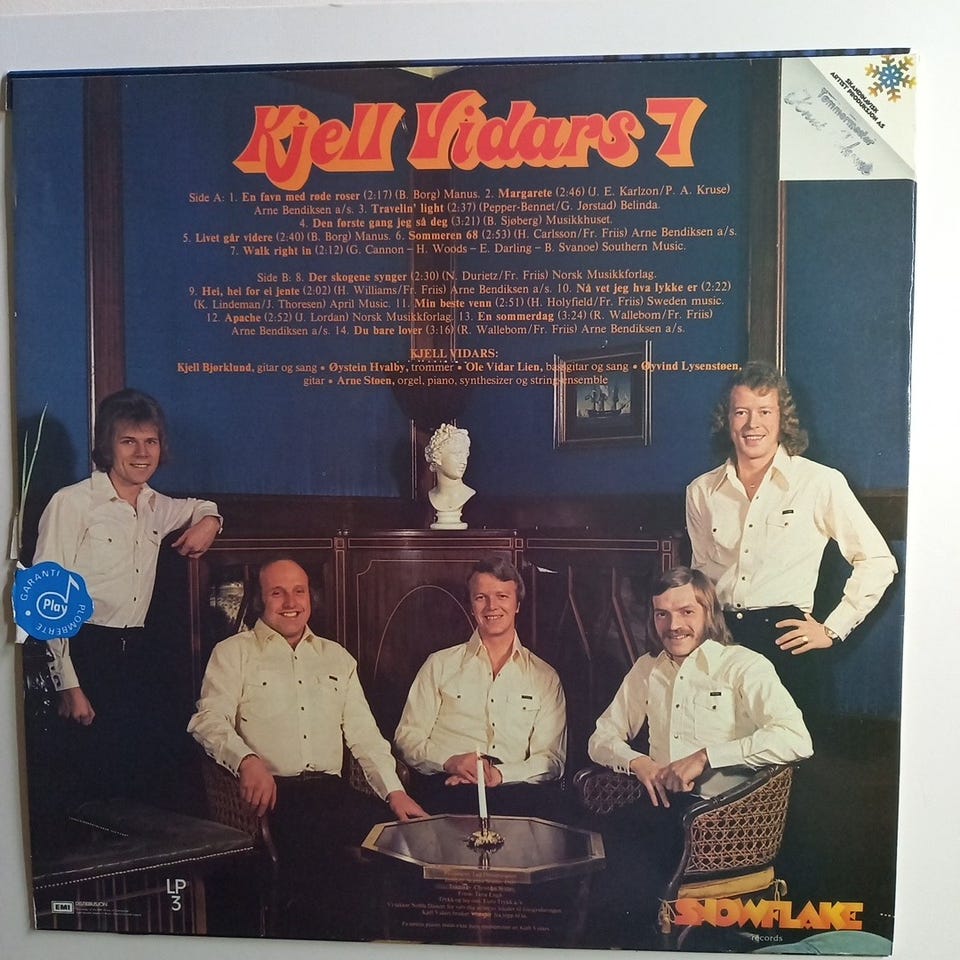 Kjell Vidars 7
SKANDINAVISK
ARTIST PRODUKSJON A.S
Side A: 1. En favn med røde roser (2:17) (B. Borg) Manus. 2. Margarete (2:46) (J. E. Karlzon/P. A. Kruse)
Arne Bendiksen a/s. 3. Travelin' light (2:37) (Pepper-Bennet/G. Jørstad) Belinda.
4. Den første gang jeg så deg (3:21) (B. Sjøberg) Musikkhuset.
5. Livet går videre (2:40) (B. Borg) Manus. 6. Sommeren 68 (2:53) (H. Carlsson/Fr. Friis) Arne Bendiksen a/s.
7. Walk right in (2:12) (G. Cannon – H. Woods – E. Darling – B. Svanoe) Southern Music.
Side B: 8. Der skogene synger (2:30) (N. Durietz/Fr. Friis) Norsk Musikkforlag.
9. Hei, hei for ei jente (2:02) (H. Williams/Fr. Friis) Arne Bendiksen a/s. 10. Nå vet jeg hva lykke er (2:22)
(K. Lindeman/J. Thoresen) April Music. 11. Min beste venn (2:51) (H. Holyfield/Fr. Friis) Sweden music.
12. Apache (2:52) (J. Lordan) Norsk Musikkforlag. 13. En sommerdag (3:24) (R. Wallebom/Fr. Friis)
Arne Bendiksen a/s. 14. Du bare lover (3:16) (R. Wallebom/Fr. Friis) Arne Bendiksen a/s.
KJELL VIDARS:
Kjell Bjørklund, gitar og sang • Øystein Hvalby, trommer • Ole Vidar Lien, bassgitar og sang • Øyvind Lysenstøen,
gitar • Arne Støen, orgel, piano, synthesizer og string-ensemble
GARANTI
Play
PLOMBERTE
LP
3
EMI DISTRIBUSJON
SNOWFLAKE
records